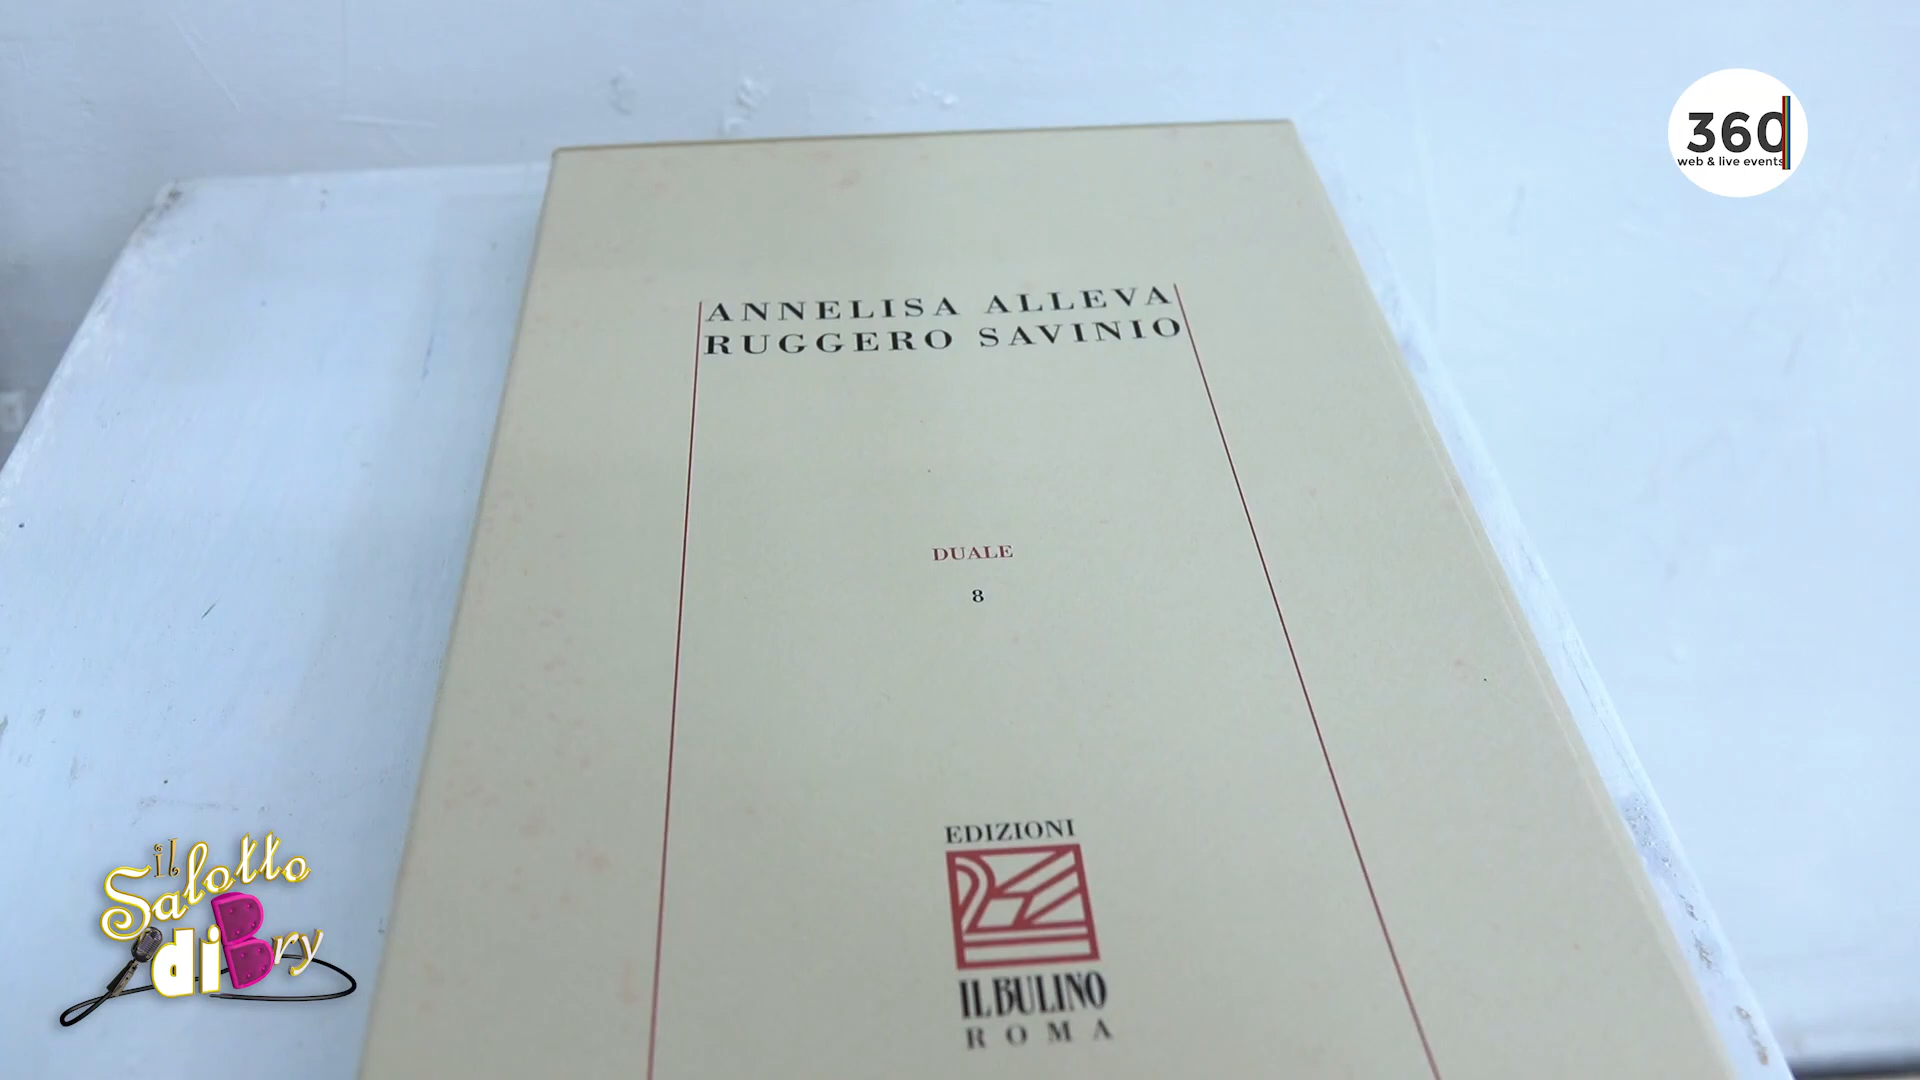 360
web & live events
ANNELISA ALLEVA
RUGGERO SAVINIO
DUALE
8
EDIZIONI
IL BULINO
ROMA
il
Salotto
di Bry